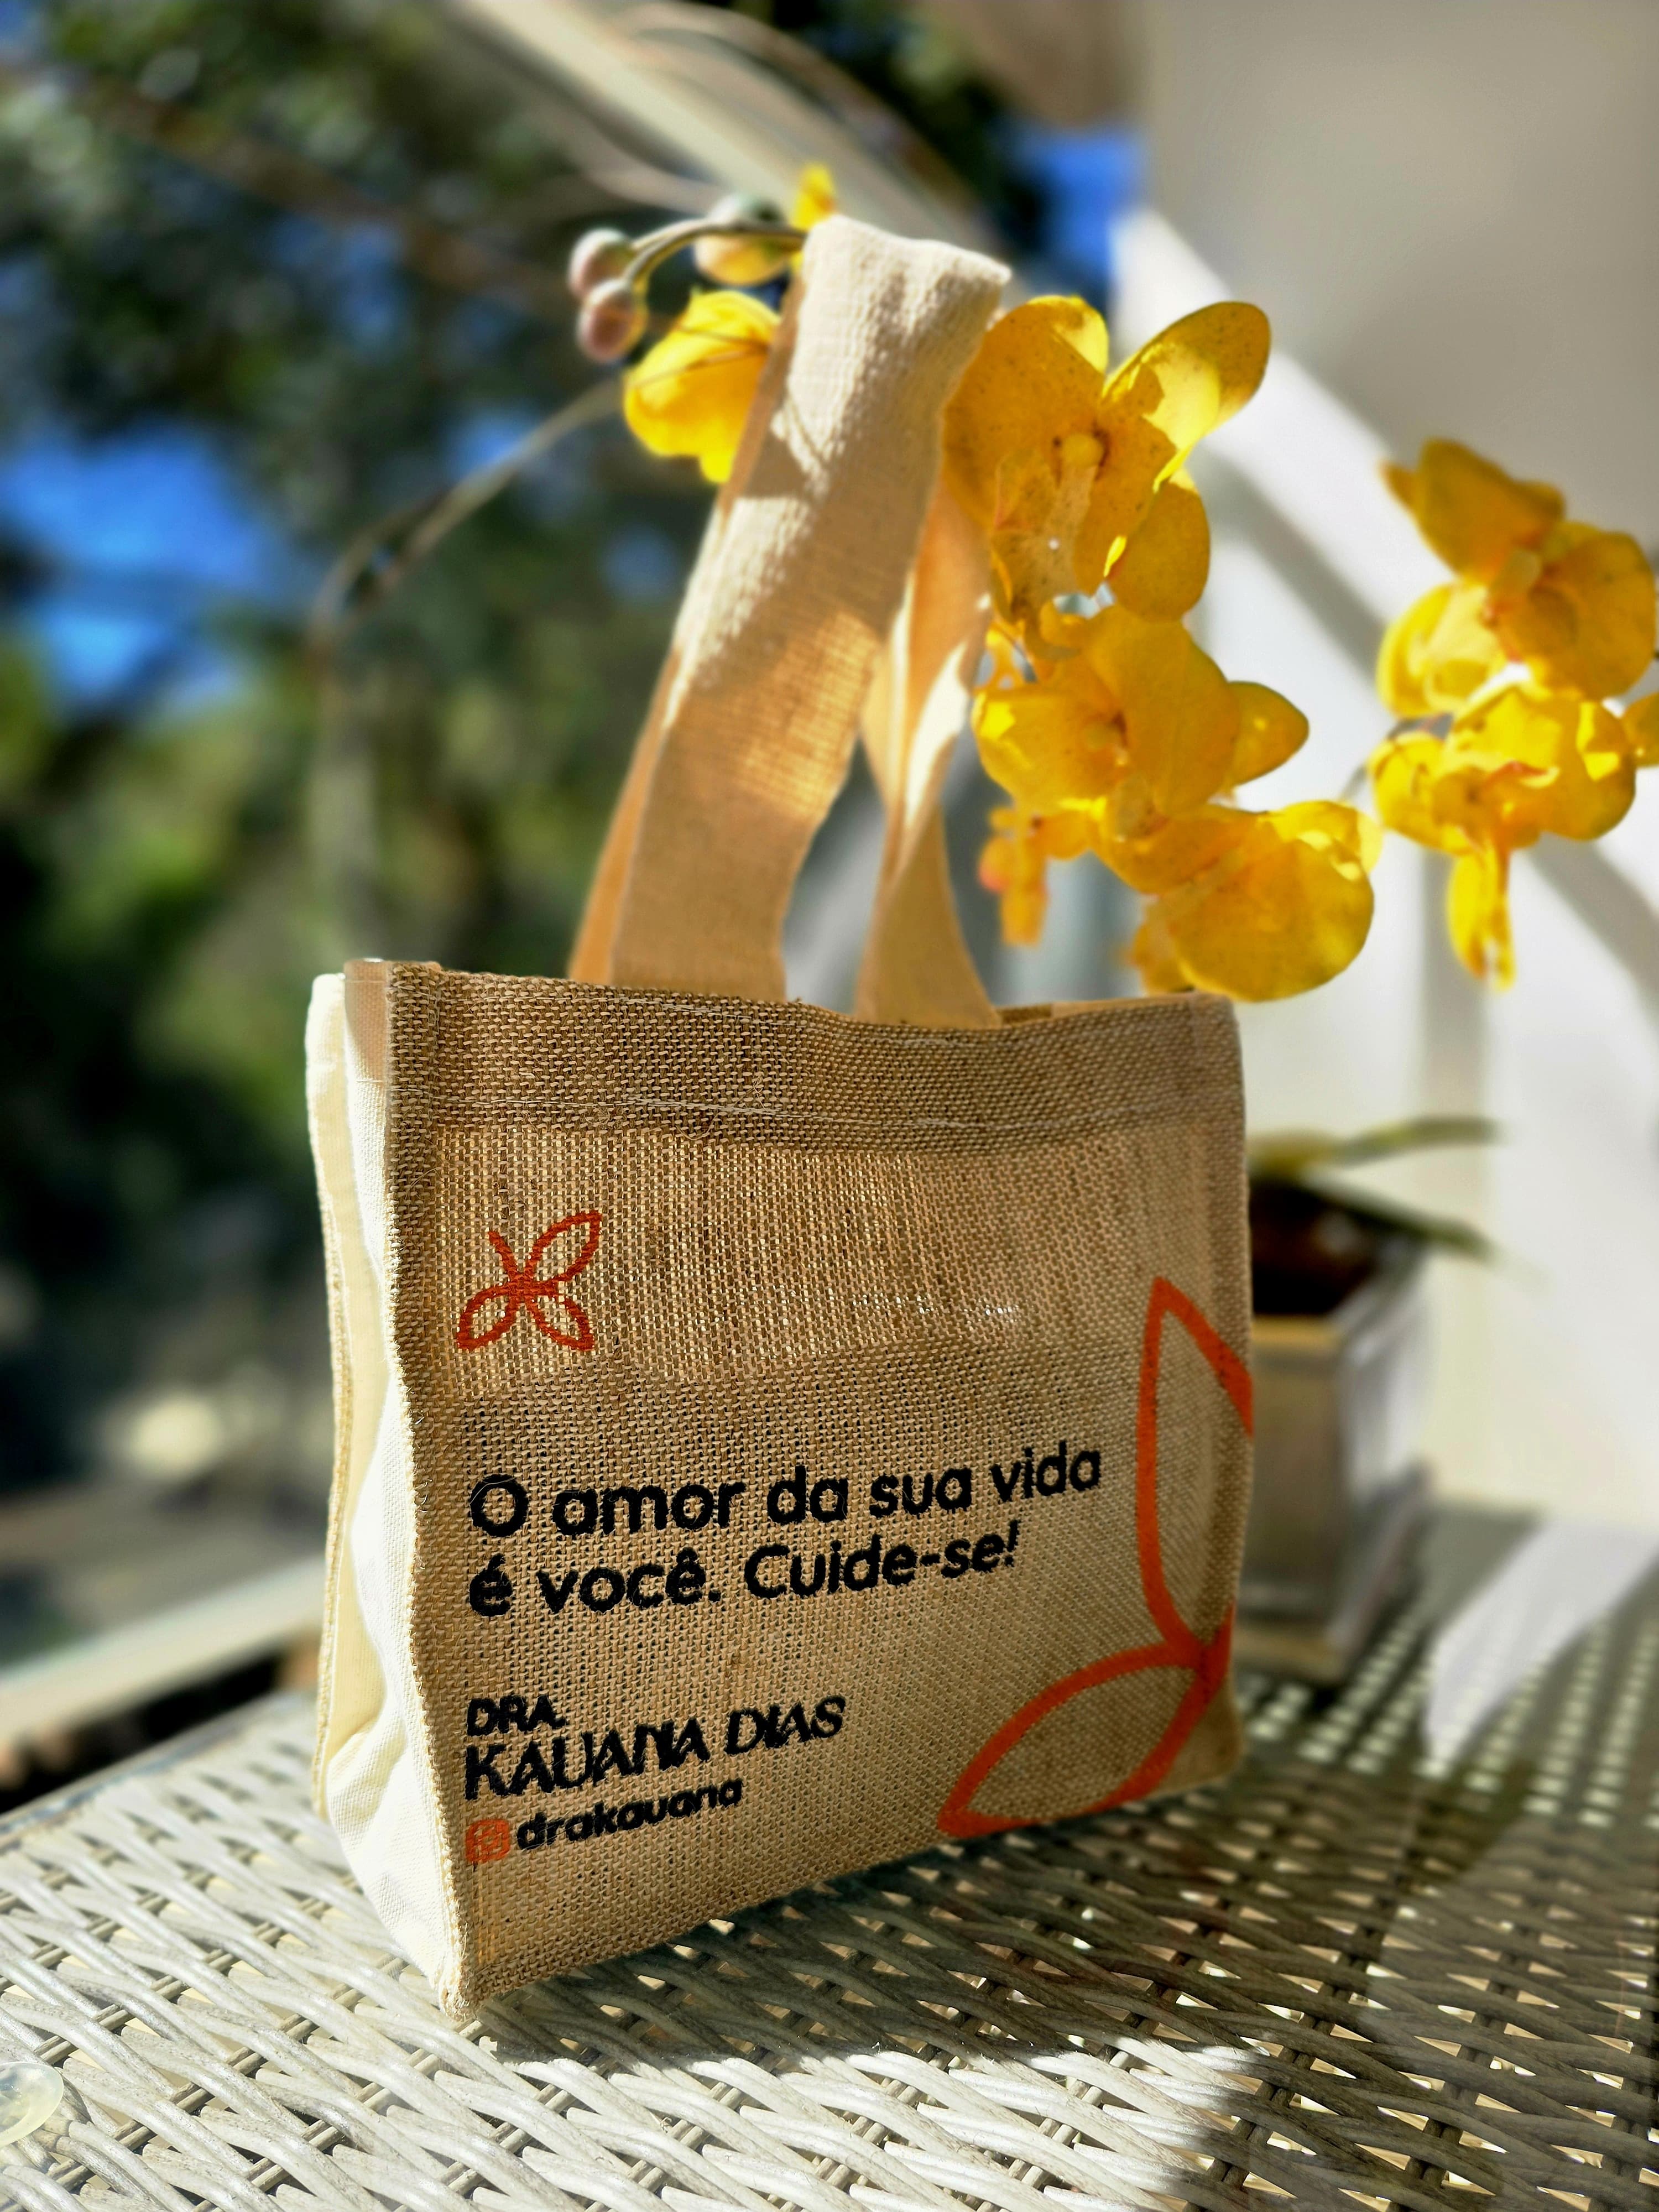 O amor da sua vida
é você. Cuide-se!
DRA.
KAUANA DIAS
drakauana